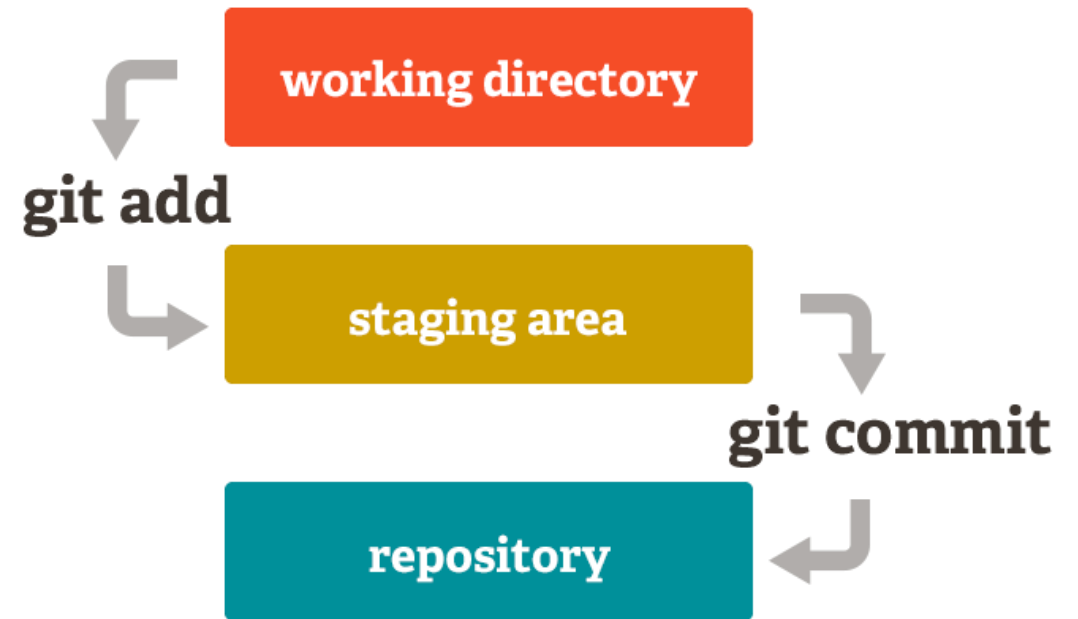 working directory
git add
staging area
git commit
repository